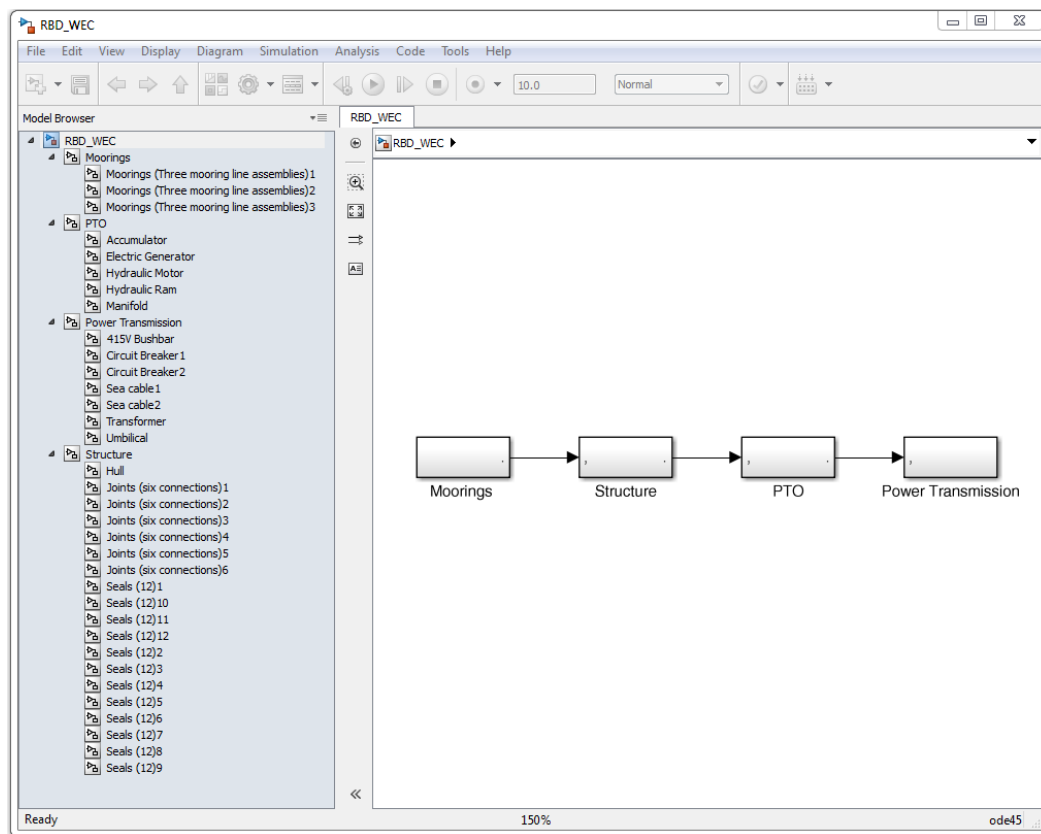 RBD_WEC
File Edit View Display Diagram Simulation Analysis Code Tools Help
10.0 Normal
Model Browser
RBD_WEC
RBD_WEC
RBD_WEC
Moorings
Moorings (Three mooring line assemblies)1
Moorings (Three mooring line assemblies)2
Moorings (Three mooring line assemblies)3
PTO
Accumulator
Electric Generator
Hydraulic Motor
Hydraulic Ram
Manifold
Power Transmission
415V Bushbar
Circuit Breaker1
Circuit Breaker2
Sea cable1
Sea cable2
Transformer
Umbilical
Structure
Hull
Joints (six connections)1
Joints (six connections)2
Joints (six connections)3
Joints (six connections)4
Joints (six connections)5
Joints (six connections)6
Seals (12)1
Seals (12)10
Seals (12)11
Seals (12)12
Seals (12)2
Seals (12)3
Seals (12)4
Seals (12)5
Seals (12)6
Seals (12)7
Seals (12)8
Seals (12)9
Moorings Structure PTO Power Transmission
Ready 150% ode45